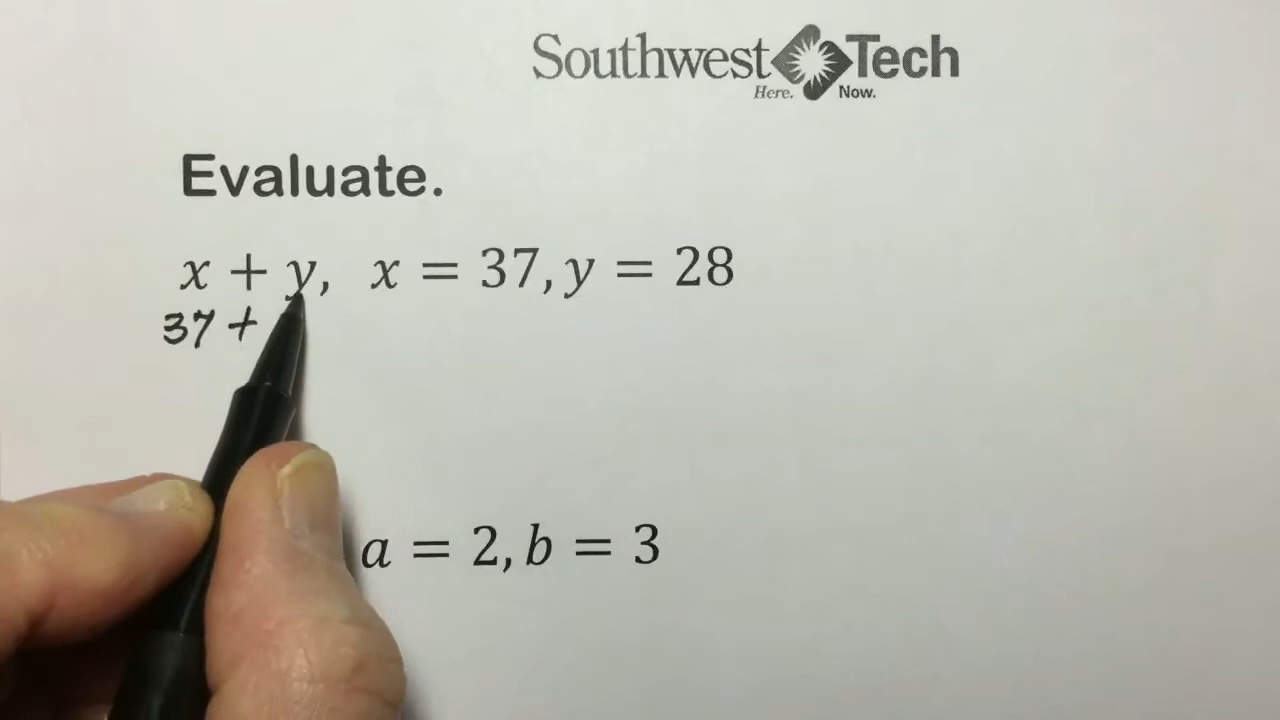 Southwest Tech
Here. Now.
Evaluate.
x + y, x = 37, y = 28
37 +
a = 2, b = 3